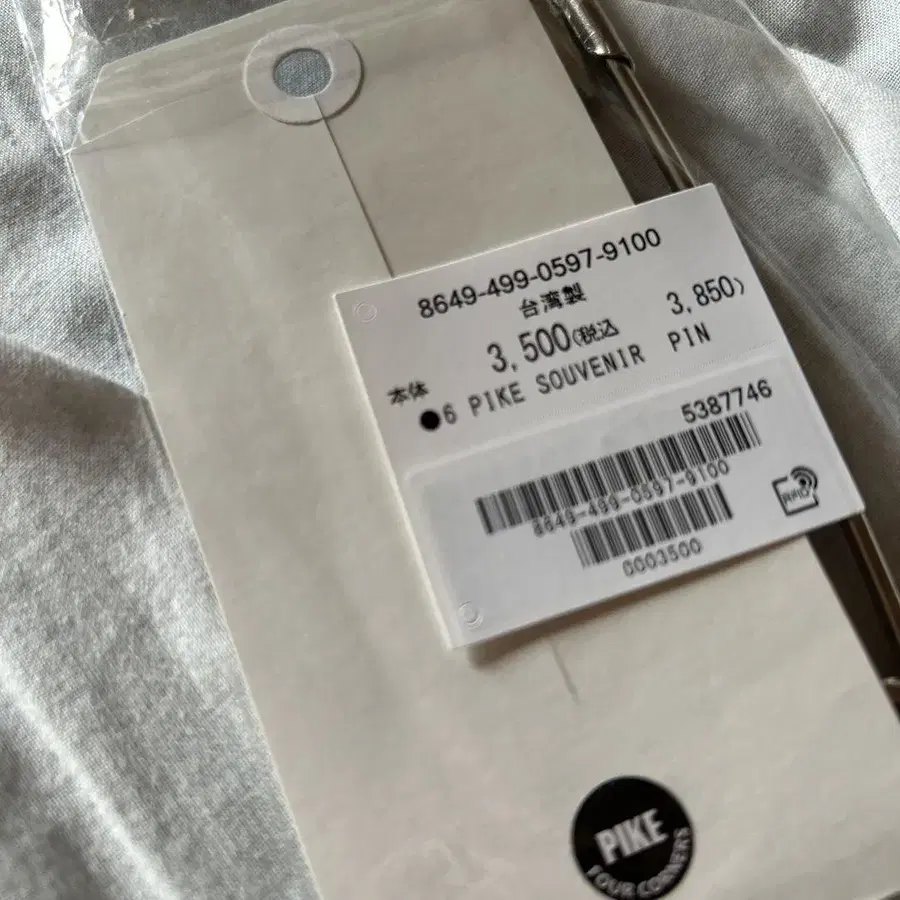 8649-499-0597-9100
台湾製
本体 3,500(税込 3,850)
●6 PIKE SOUVENIR PIN
5387746
8649-499-0597-9100
RFID
0003500
PIKE
FOUR CORNERS